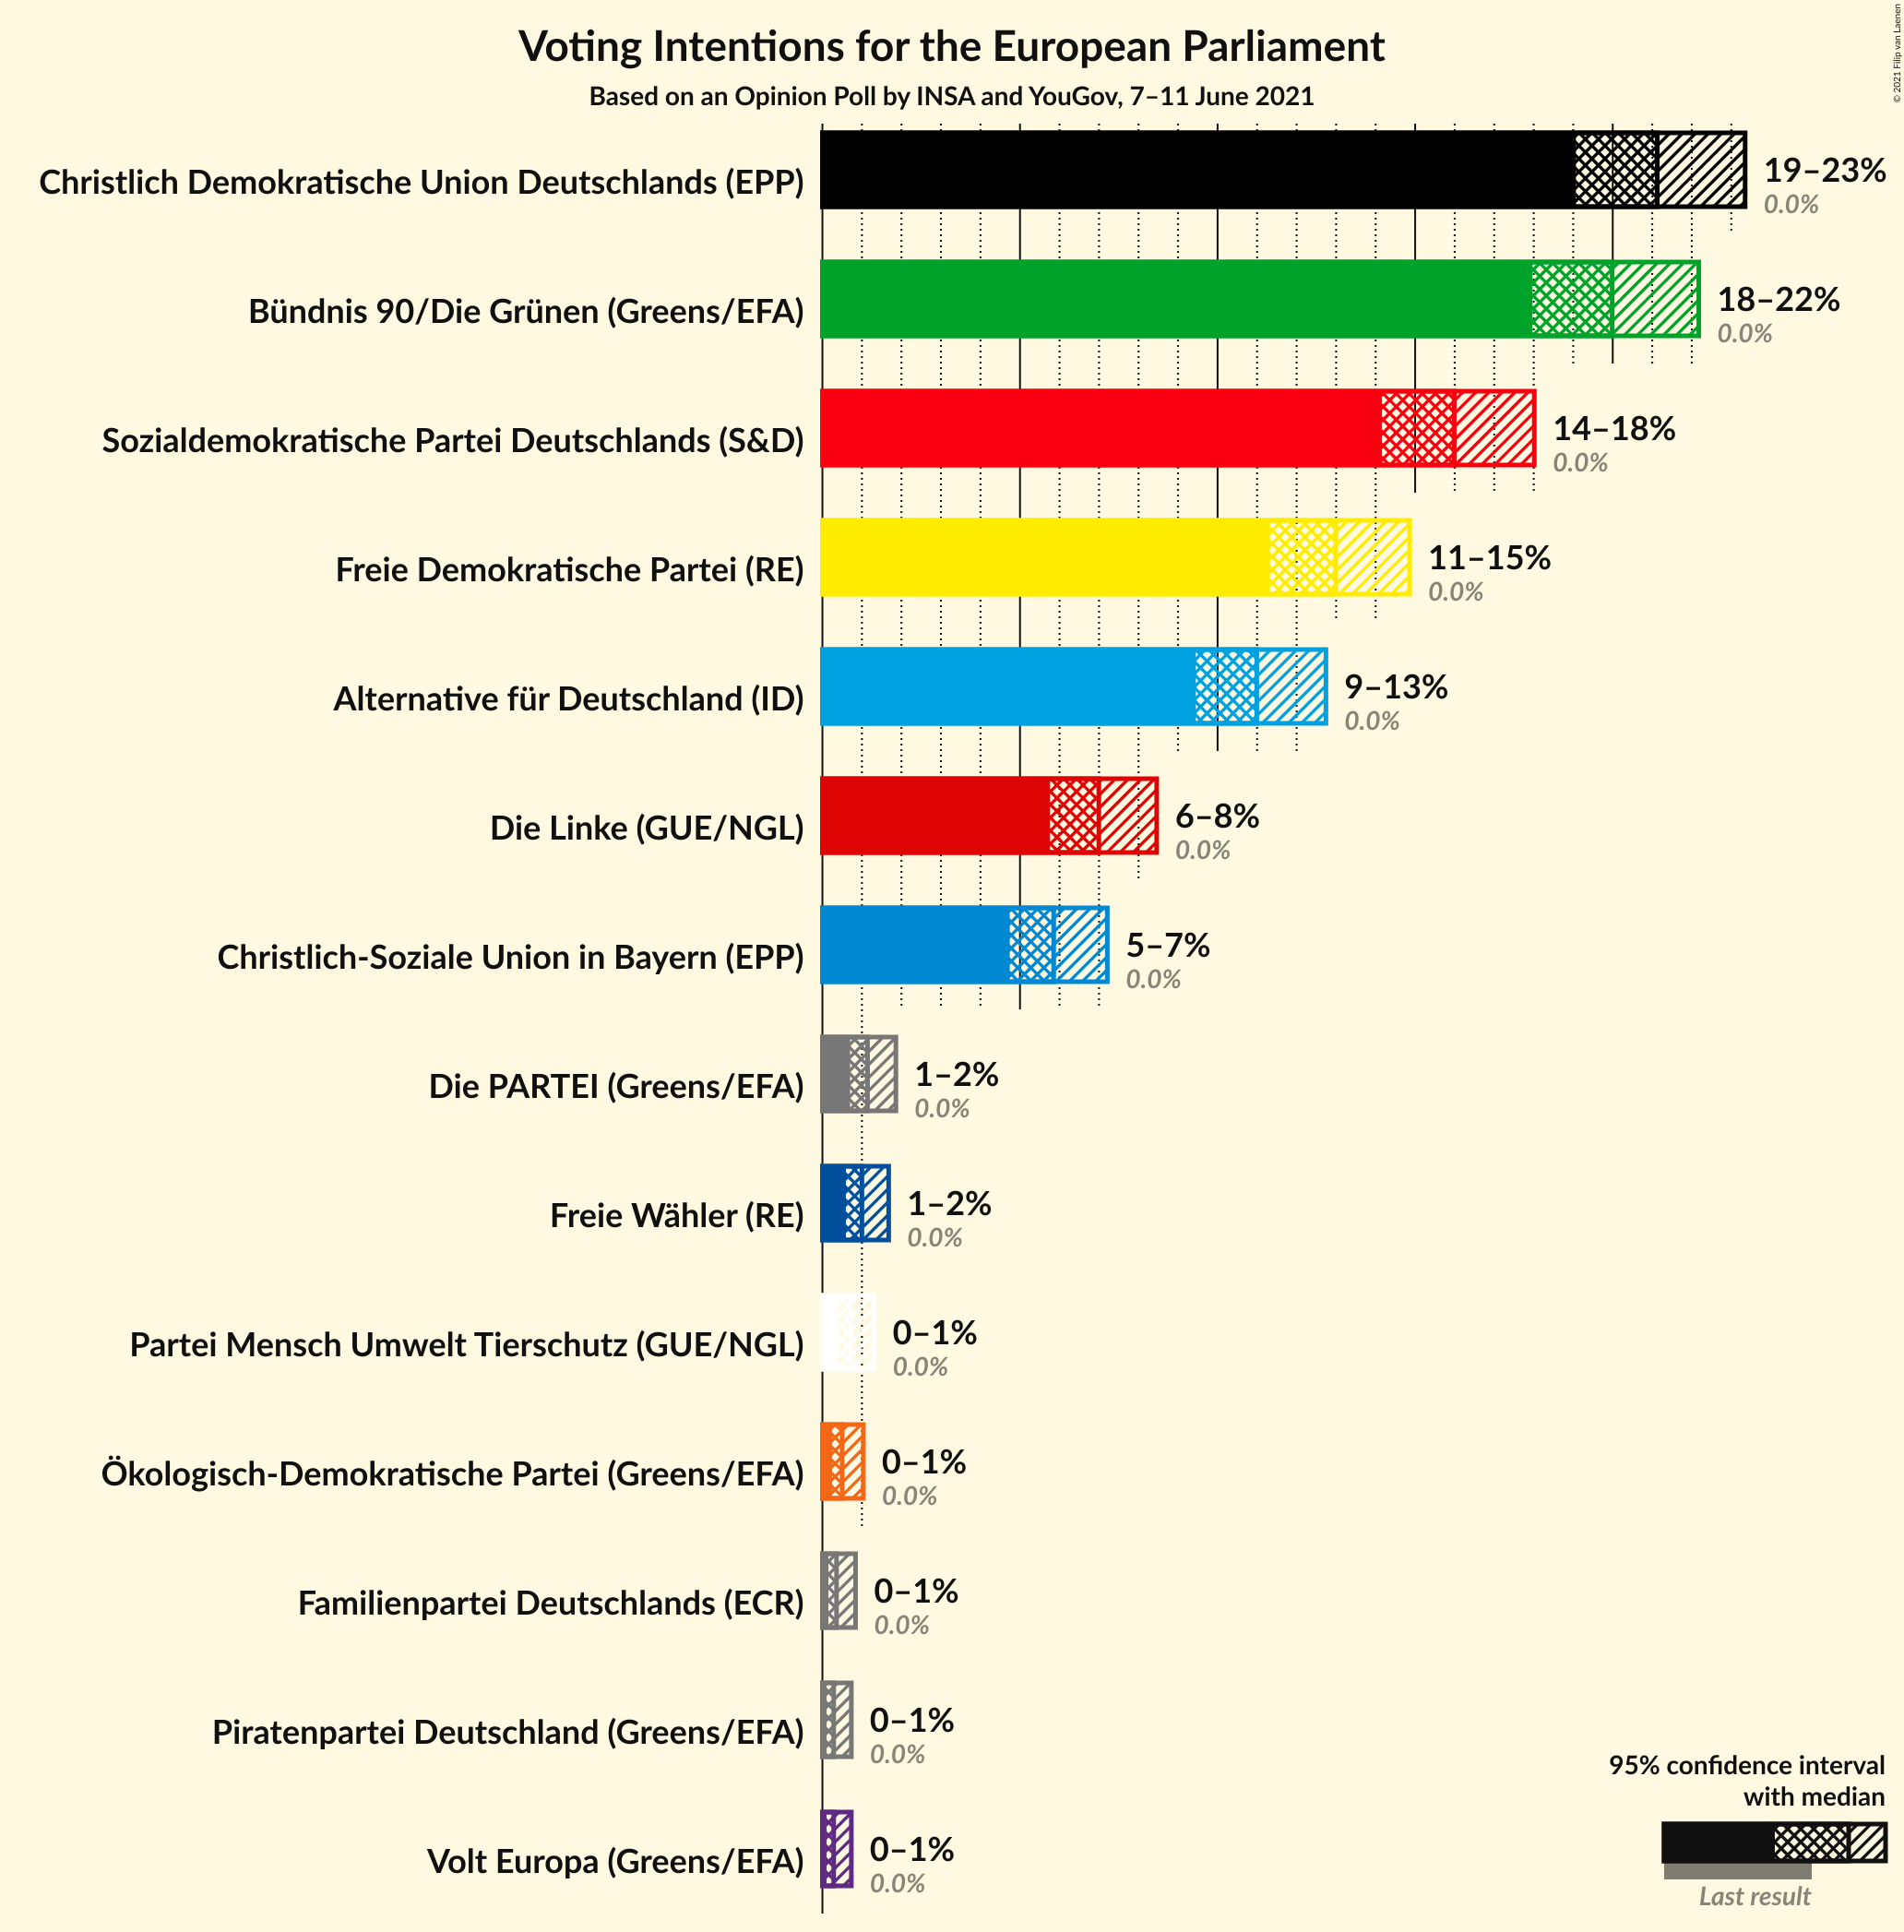 Voting Intentions for the European Parliament
Based on an Opinion Poll by INSA and YouGov, 7–11 June 2021
© 2021 Filip van Laenen
Christlich Demokratische Union Deutschlands (EPP)
19–23%
0.0%
Bündnis 90/Die Grünen (Greens/EFA)
18–22%
0.0%
Sozialdemokratische Partei Deutschlands (S&D)
14–18%
0.0%
Freie Demokratische Partei (RE)
11–15%
0.0%
Alternative für Deutschland (ID)
9–13%
0.0%
Die Linke (GUE/NGL)
6–8%
0.0%
Christlich-Soziale Union in Bayern (EPP)
5–7%
0.0%
Die PARTEI (Greens/EFA)
1–2%
0.0%
Freie Wähler (RE)
1–2%
0.0%
Partei Mensch Umwelt Tierschutz (GUE/NGL)
0–1%
0.0%
Ökologisch-Demokratische Partei (Greens/EFA)
0–1%
0.0%
Familienpartei Deutschlands (ECR)
0–1%
0.0%
Piratenpartei Deutschland (Greens/EFA)
0–1%
0.0%
Volt Europa (Greens/EFA)
0–1%
0.0%
95% confidence interval
with median
Last result